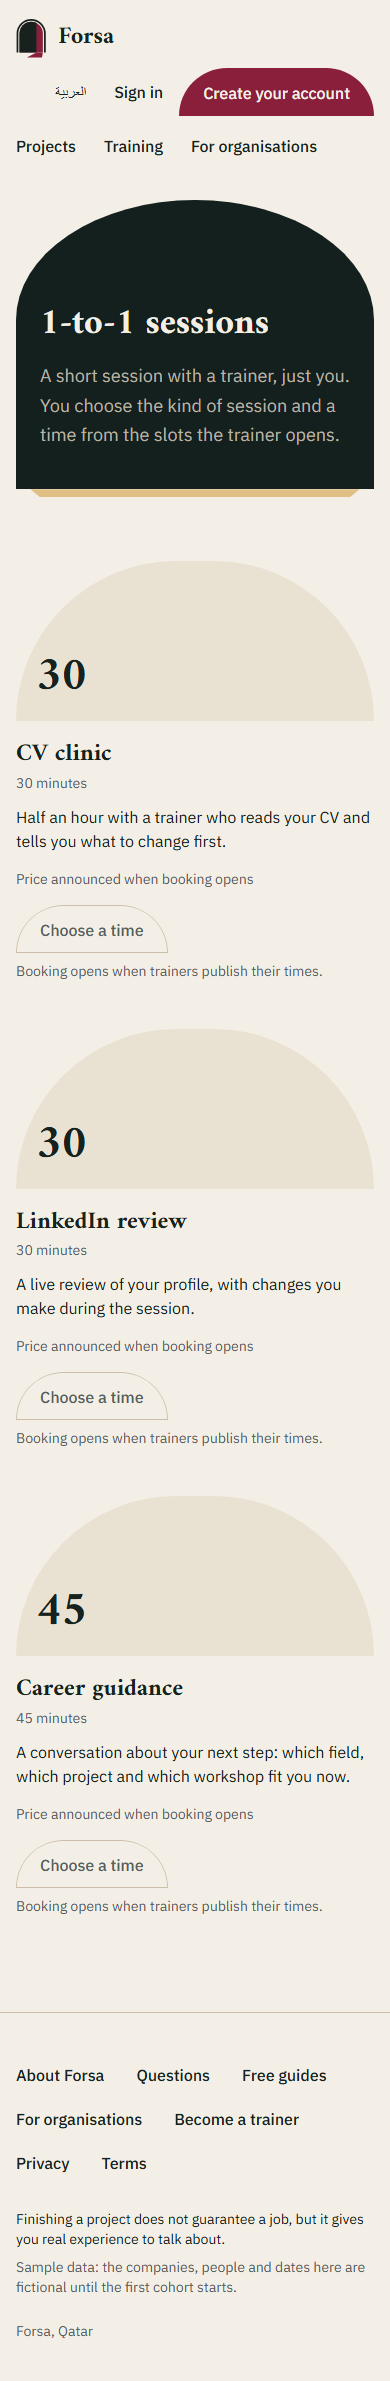 Forsa
العربية
Sign in
Create your account
Projects
Training
For organisations
1-to-1 sessions
A short session with a trainer, just you.
You choose the kind of session and a
time from the slots the trainer opens.
30
CV clinic
30 minutes
Half an hour with a trainer who reads your CV and
tells you what to change first.
Price announced when booking opens
Choose a time
Booking opens when trainers publish their times.
30
LinkedIn review
30 minutes
A live review of your profile, with changes you
make during the session.
Price announced when booking opens
Choose a time
Booking opens when trainers publish their times.
45
Career guidance
45 minutes
A conversation about your next step: which field,
which project and which workshop fit you now.
Price announced when booking opens
Choose a time
Booking opens when trainers publish their times.
About Forsa
Questions
Free guides
For organisations
Become a trainer
Privacy
Terms
Finishing a project does not guarantee a job, but it gives
you real experience to talk about.
Sample data: the companies, people and dates here are
fictional until the first cohort starts.
Forsa, Qatar